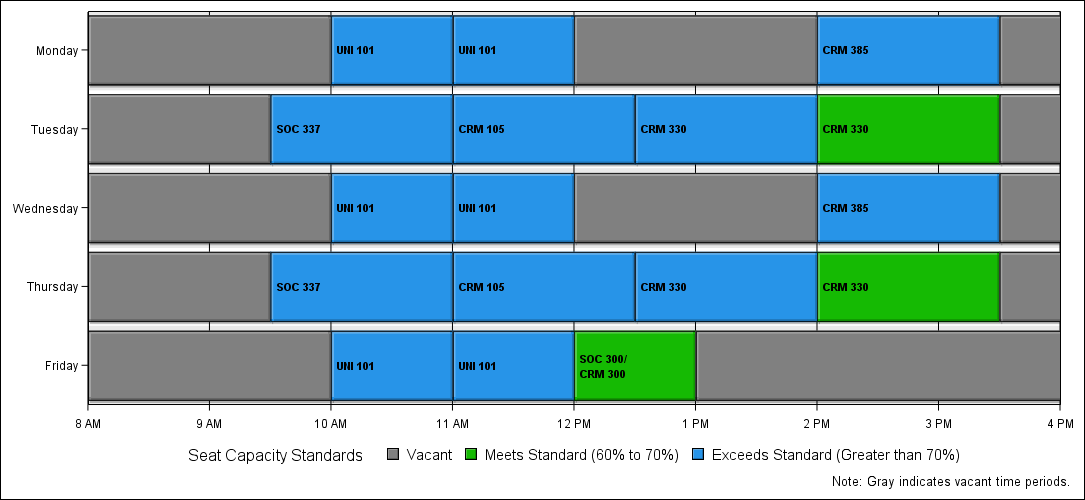 Monday
UNI 101
UNI 101
CRM 385
Tuesday
SOC 337
CRM 105
CRM 330
CRM 330
Wednesday
UNI 101
UNI 101
CRM 385
Thursday
SOC 337
CRM 105
CRM 330
CRM 330
Friday
UNI 101
UNI 101
SOC 300/
CRM 300
8 AM 9 AM 10 AM 11 AM 12 PM 1 PM 2 PM 3 PM 4 PM
Seat Capacity Standards Vacant Meets Standard (60% to 70%) Exceeds Standard (Greater than 70%)
Note: Gray indicates vacant time periods.